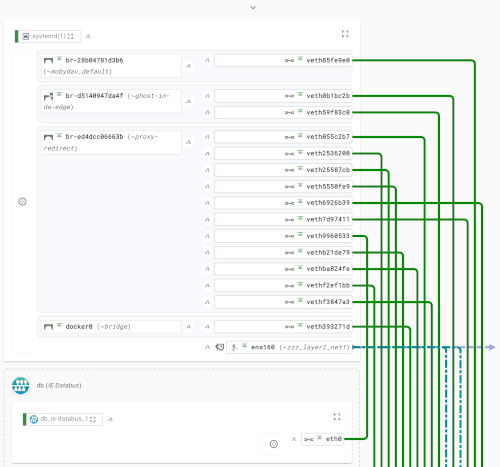 systemd(1)
br-28b04781d3b6
(~mobydav_default)
veth85fe9e0
br-d5140947da4f (~ghost-in-
da-edge)
veth0b1bc2b
veth59f83c0
br-ed4dcc06663b (~proxy-
redirect)
veth055c2b7
veth2536200
veth25587cb
veth5550fe9
veth6926b39
veth7d97411
veth9960533
vethb21de79
vethba824fe
vethf2ef1bb
vethf3847a3
docker0 (~bridge)
veth393271d
ens160 (~zzz_layer2_net1)
db (IE Databus)
db_ie-databus_1
eth0